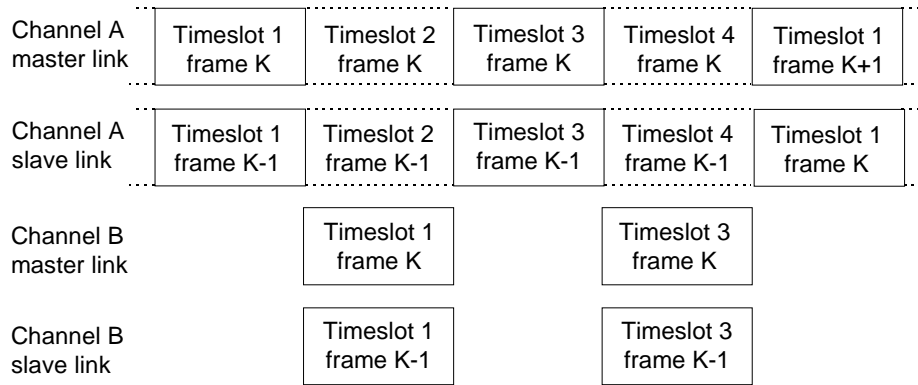 Channel A
master link
Timeslot 1
frame K
Timeslot 2
frame K
Timeslot 3
frame K
Timeslot 4
frame K
Timeslot 1
frame K+1
Channel A
slave link
Timeslot 1
frame K-1
Timeslot 2
frame K-1
Timeslot 3
frame K-1
Timeslot 4
frame K-1
Timeslot 1
frame K
Channel B
master link
Timeslot 1
frame K
Timeslot 3
frame K
Channel B
slave link
Timeslot 1
frame K-1
Timeslot 3
frame K-1